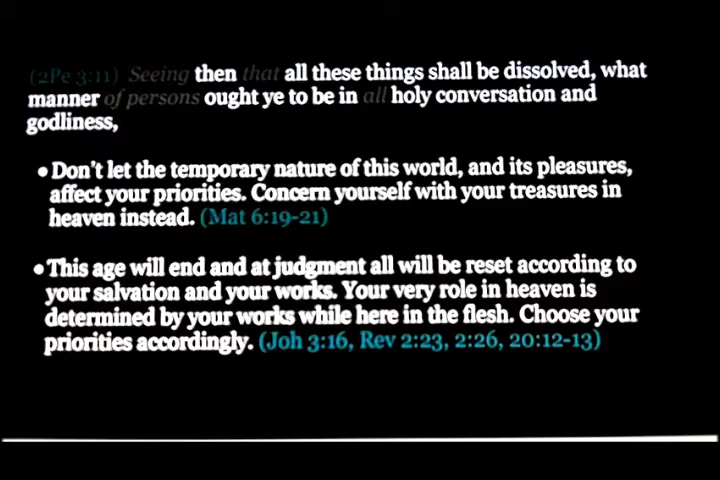 (2Pe 3:11) Seeing then that all these things shall be dissolved, what
manner of persons ought ye to be in all holy conversation and
godliness,
• Don't let the temporary nature of this world, and its pleasures,
affect your priorities. Concern yourself with your treasures in
heaven instead. (Mat 6:19-21)
• This age will end and at judgment all will be reset according to
your salvation and your works. Your very role in heaven is
determined by your works while here in the flesh. Choose your
priorities accordingly. (Joh 3:16, Rev 2:23, 2:26, 20:12-13)